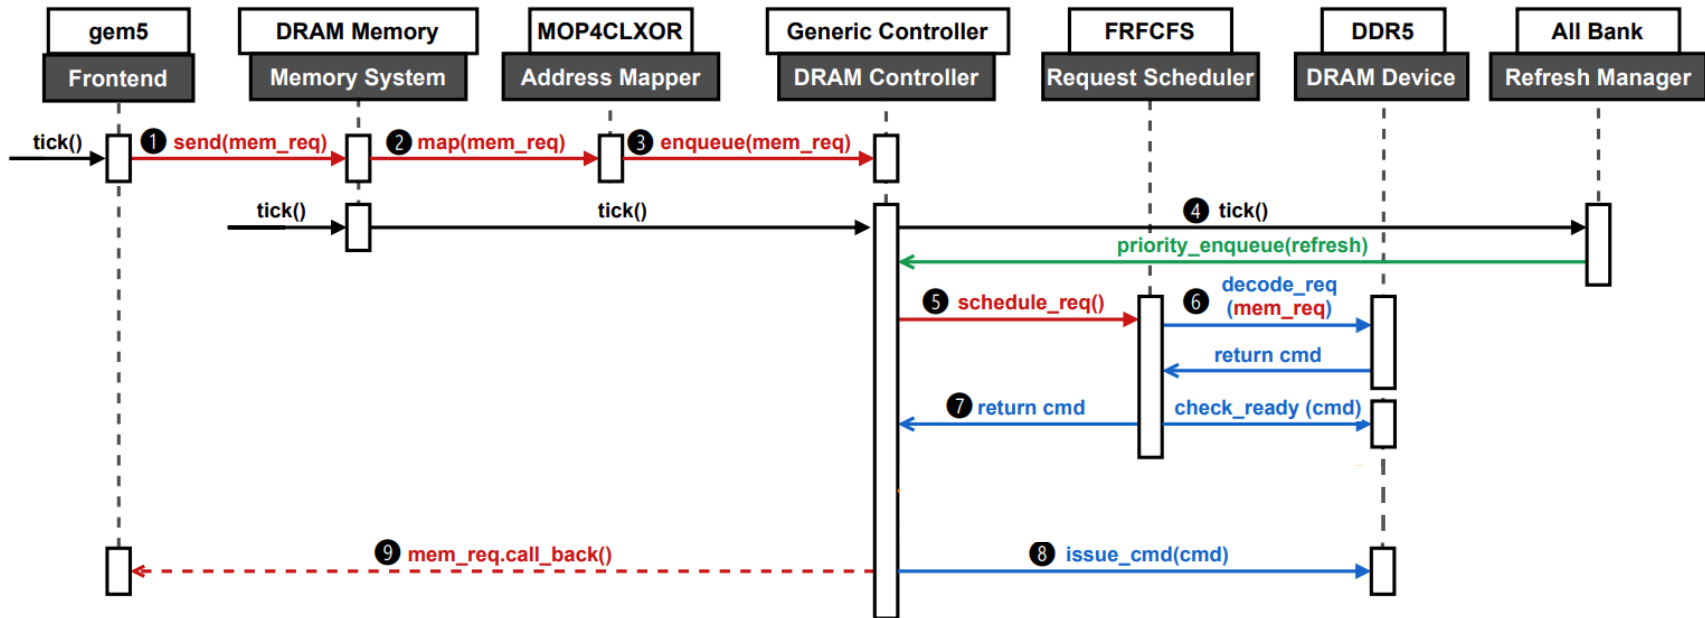 gem5
DRAM Memory
MOP4CLXOR
Generic Controller
FRFCFS
DDR5
All Bank
Frontend
Memory System
Address Mapper
DRAM Controller
Request Scheduler
DRAM Device
Refresh Manager
tick()
1 send(mem_req)
2 map(mem_req)
3 enqueue(mem_req)
tick()
tick()
4 tick()
priority_enqueue(refresh)
5 schedule_req()
6 decode_req
(mem_req)
return cmd
7 return cmd
check_ready (cmd)
9 mem_req.call_back()
8 issue_cmd(cmd)